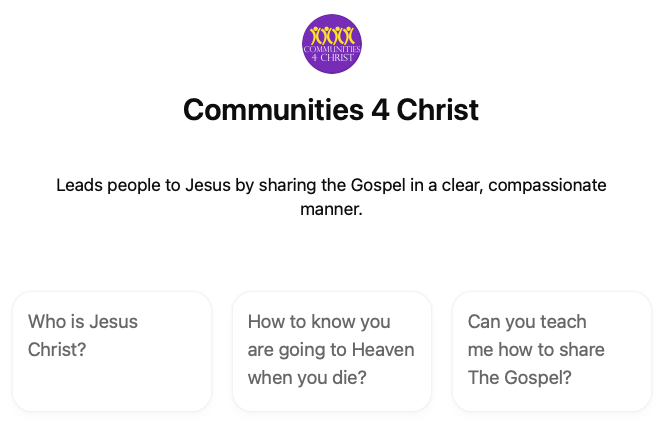 COMMUNITIES
4 CHRIST
Communities 4 Christ
Leads people to Jesus by sharing the Gospel in a clear, compassionate
manner.
Who is Jesus
Christ?
How to know you
are going to Heaven
when you die?
Can you teach
me how to share
The Gospel?